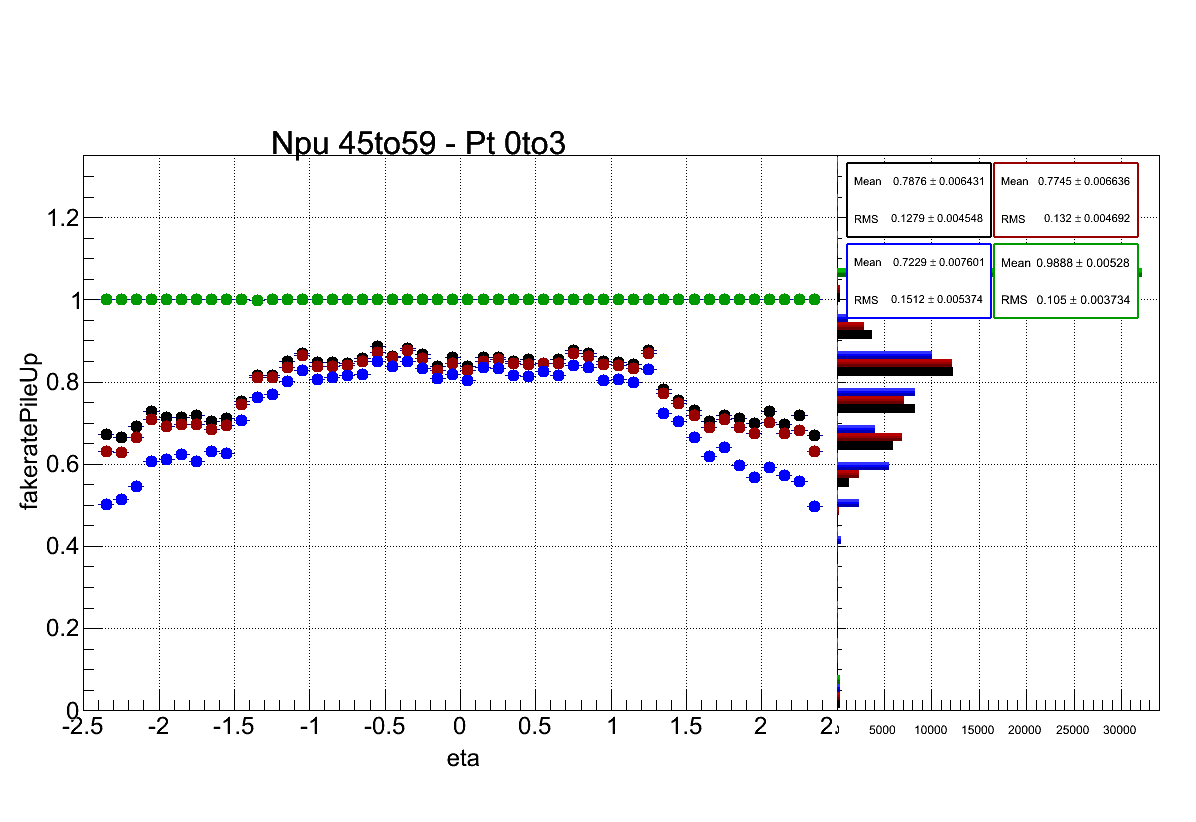 Npu 45to59 - Pt 0to3
Mean 0.7876 ± 0.006431
RMS 0.1279 ± 0.004548
Mean 0.7745 ± 0.006636
RMS 0.132 ± 0.004692
Mean 0.7229 ± 0.007601
RMS 0.1512 ± 0.005374
Mean 0.9888 ± 0.00528
RMS 0.105 ± 0.003734
fakeratePileUp
1.2
1
0.8
0.6
0.4
0.2
0
-2.5 -2 -1.5 -1 -0.5 0 0.5 1 1.5 2 2.
5000 10000 15000 20000 25000 30000
eta